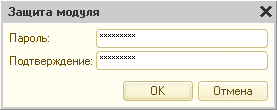 Защита модуля
Пароль: *********
Подтверждение: *********
OK Отмена